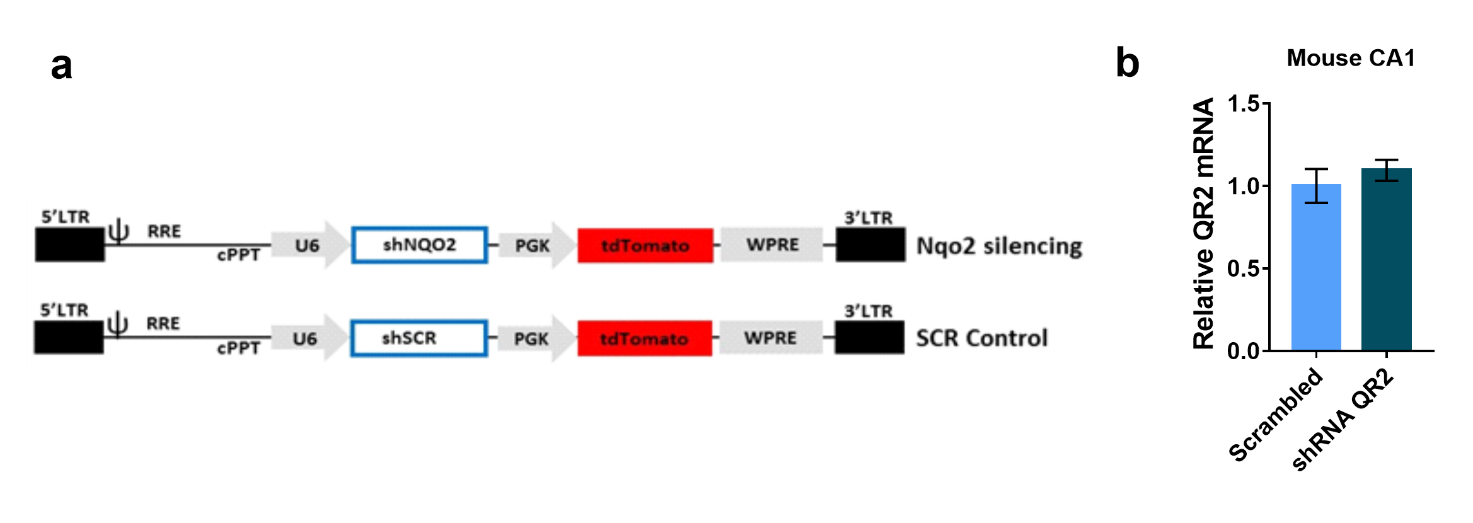 a
5'LTR
ψ
RRE
cPPT
U6
shNQO2
PGK
tdTomato
WPRE
3'LTR
Nqo2 silencing
5'LTR
ψ
RRE
cPPT
U6
shSCR
PGK
tdTomato
WPRE
3'LTR
SCR Control
b
Mouse CA1
Relative QR2 mRNA
1.5
1.0
0.5
0.0
Scrambled
shRNA QR2